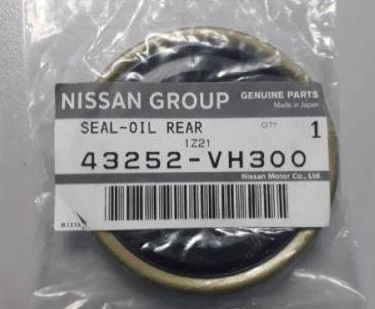 NISSAN GROUP GENUINE PARTS
Made in Japan
SEAL-OIL REAR QTY 1
1Z21
43252-VH300
Nissan Motor Co., Ltd.